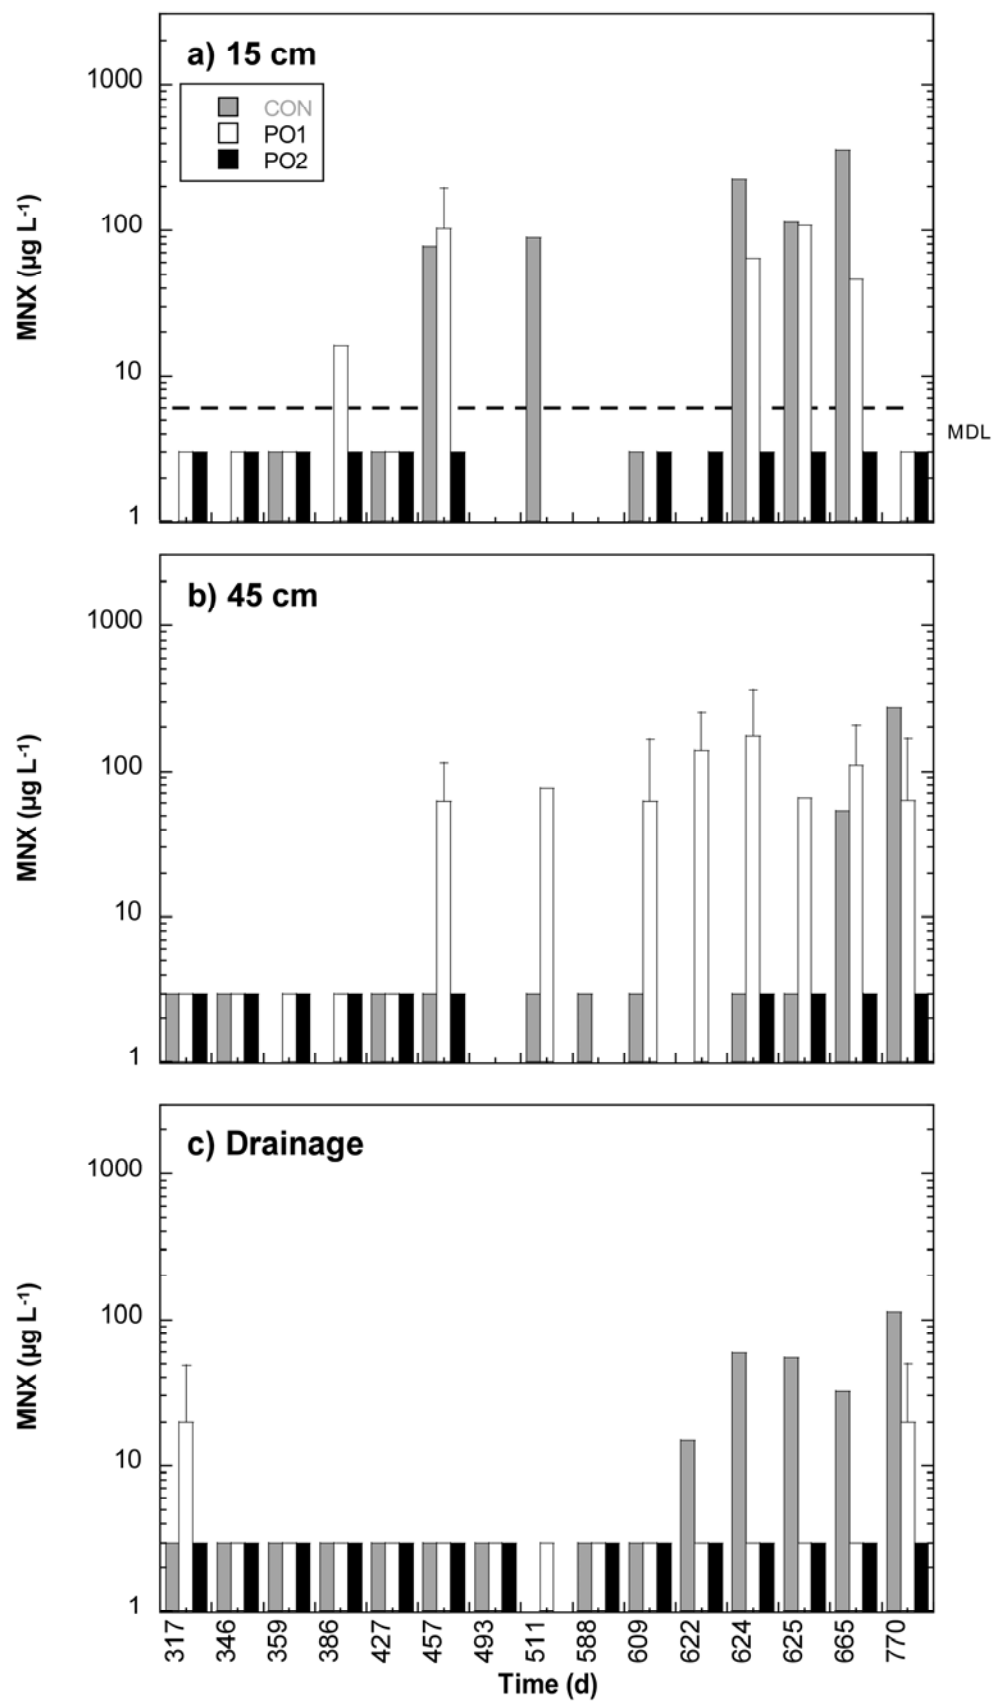 a) 15 cm
CON
PO1
PO2
MNX (µg L-1)
1000
100
10
1
MDL
b) 45 cm
MNX (µg L-1)
1000
100
10
1
c) Drainage
MNX (µg L-1)
1000
100
10
1
317 346 359 386 427 457 493 511 588 609 622 624 625 665 770
Time (d)